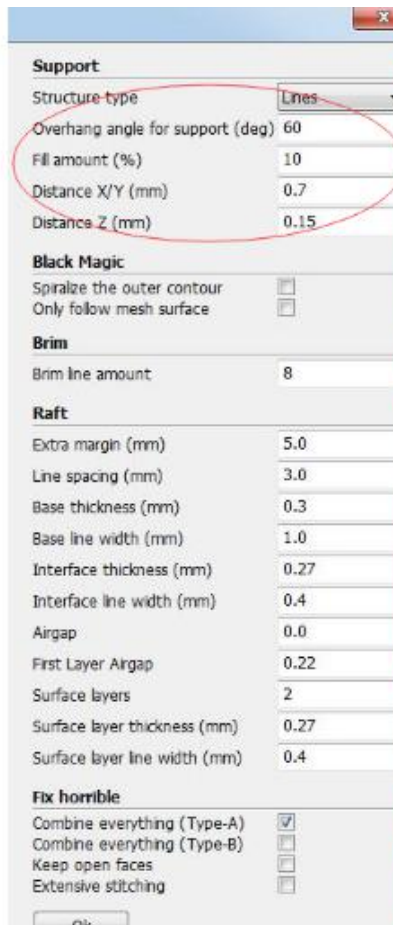 x
Support
Structure type Lines
Overhang angle for support (deg) 60
Fill amount (%) 10
Distance X/Y (mm) 0.7
Distance Z (mm) 0.15
Black Magic
Spiralize the outer contour
Only follow mesh surface
Brim
Brim line amount 8
Raft
Extra margin (mm) 5.0
Line spacing (mm) 3.0
Base thickness (mm) 0.3
Base line width (mm) 1.0
Interface thickness (mm) 0.27
Interface line width (mm) 0.4
Airgap 0.0
First Layer Airgap 0.22
Surface layers 2
Surface layer thickness (mm) 0.27
Surface layer line width (mm) 0.4
Fix horrible
Combine everything (Type-A)
Combine everything (Type-B)
Keep open faces
Extensive stitching
Ok